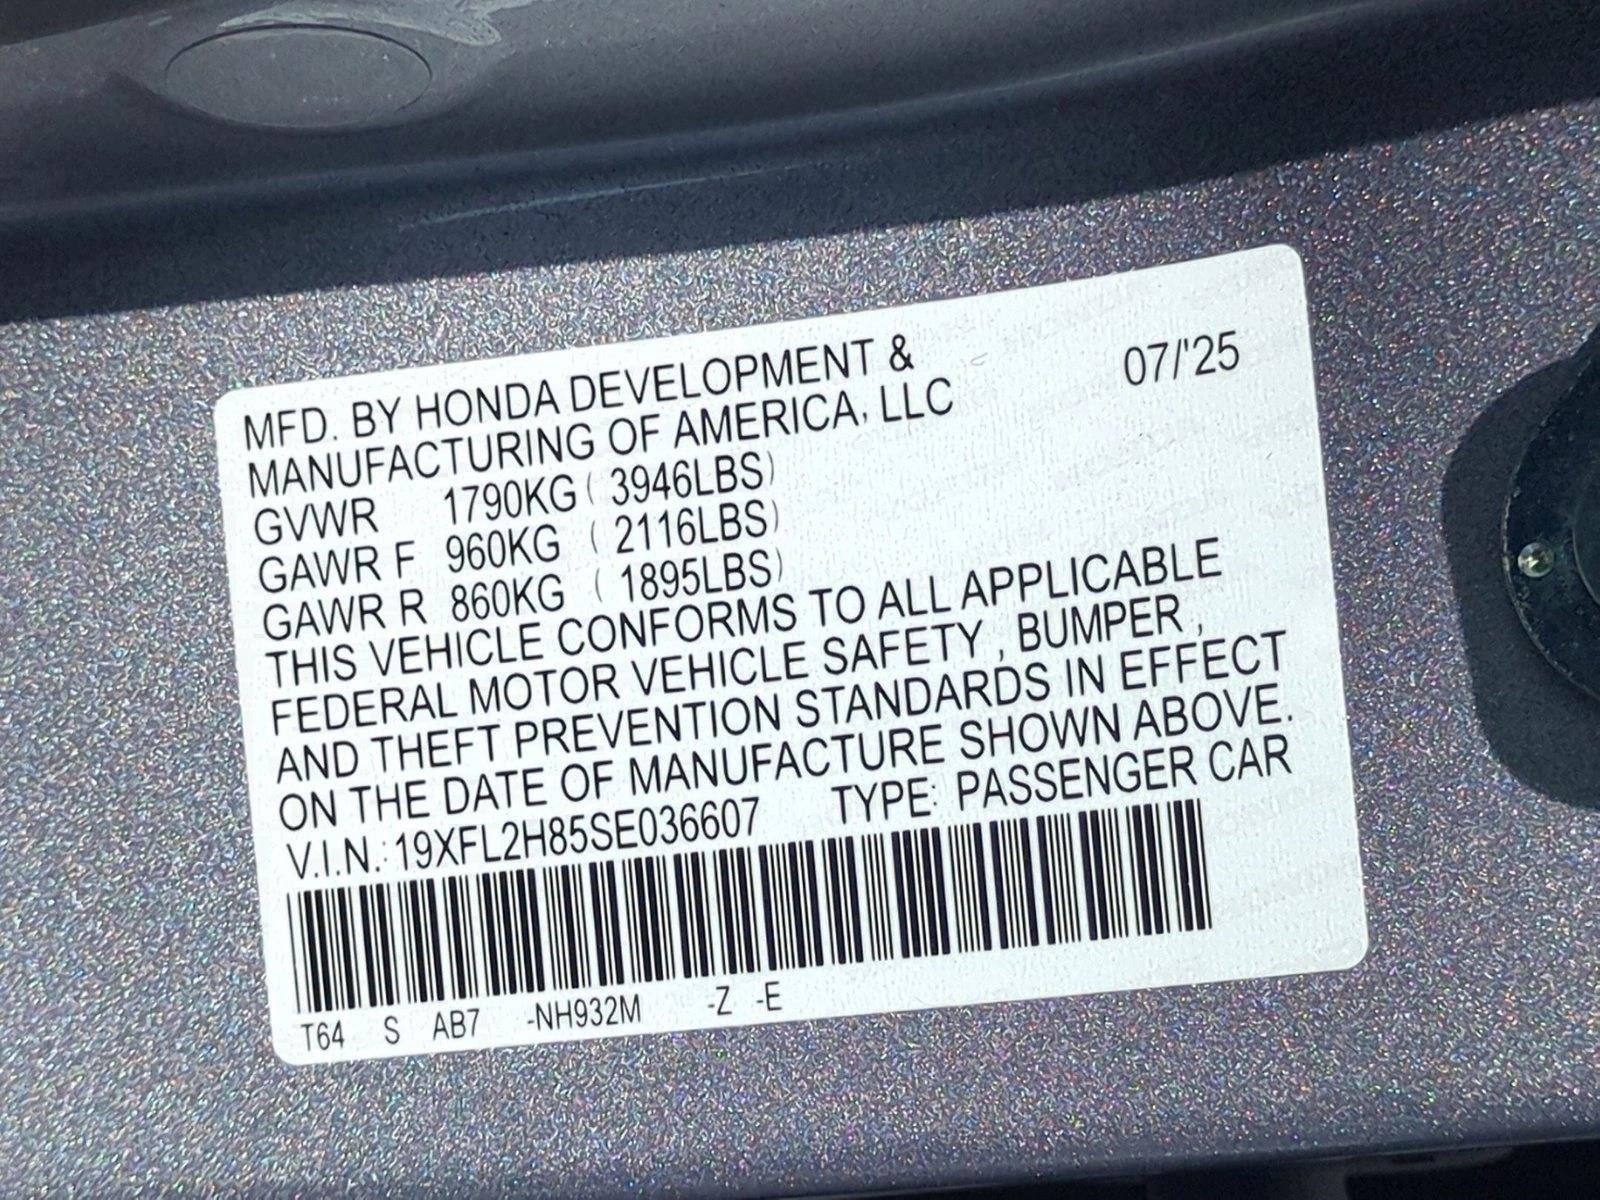 MFD. BY HONDA DEVELOPMENT & 07/'25
MANUFACTURING OF AMERICA, LLC
GVWR 1790KG ( 3946LBS)
GAWR F 960KG ( 2116LBS)
GAWR R 860KG ( 1895LBS)
THIS VEHICLE CONFORMS TO ALL APPLICABLE
FEDERAL MOTOR VEHICLE SAFETY , BUMPER ,
AND THEFT PREVENTION STANDARDS IN EFFECT
ON THE DATE OF MANUFACTURE SHOWN ABOVE.
V.I.N.: 19XFL2H85SE036607 TYPE: PASSENGER CAR
T64 S AB7 -NH932M -Z -E